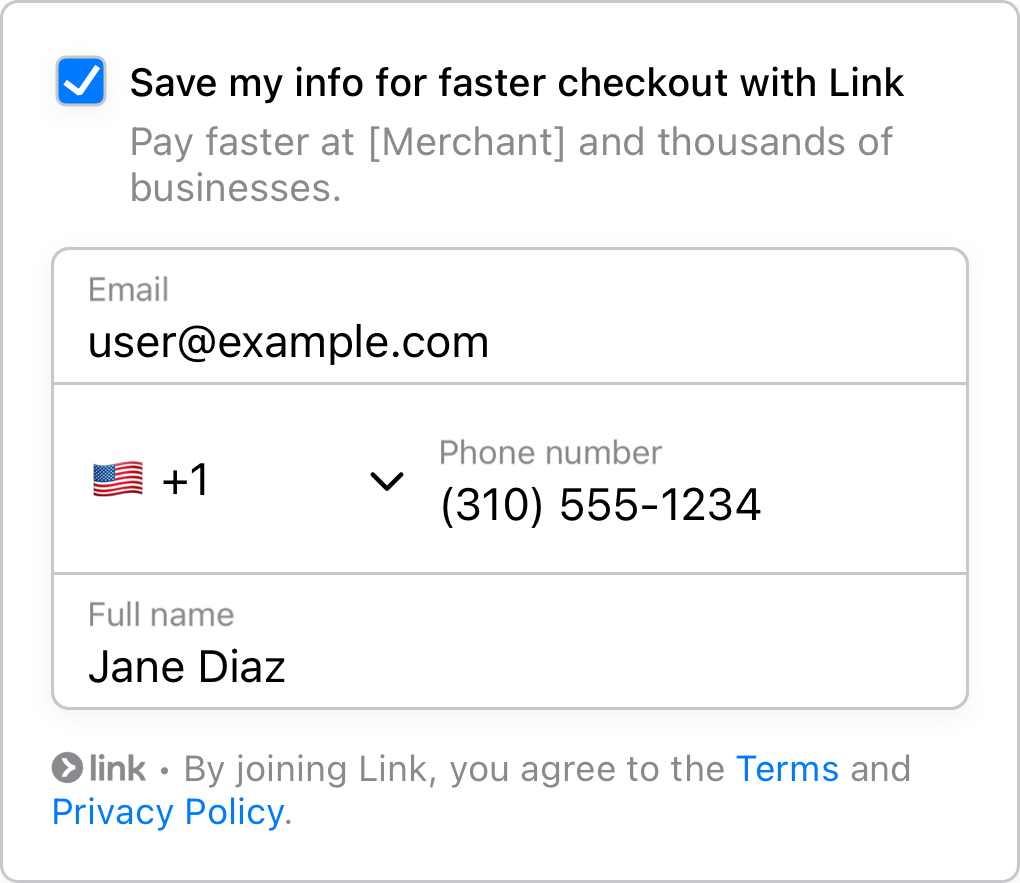 Save my info for faster checkout with Link
Pay faster at [Merchant] and thousands of
businesses.
Email
user@example.com
+1
Phone number
(310) 555-1234
Full name
Jane Diaz
link • By joining Link, you agree to the Terms and
Privacy Policy.